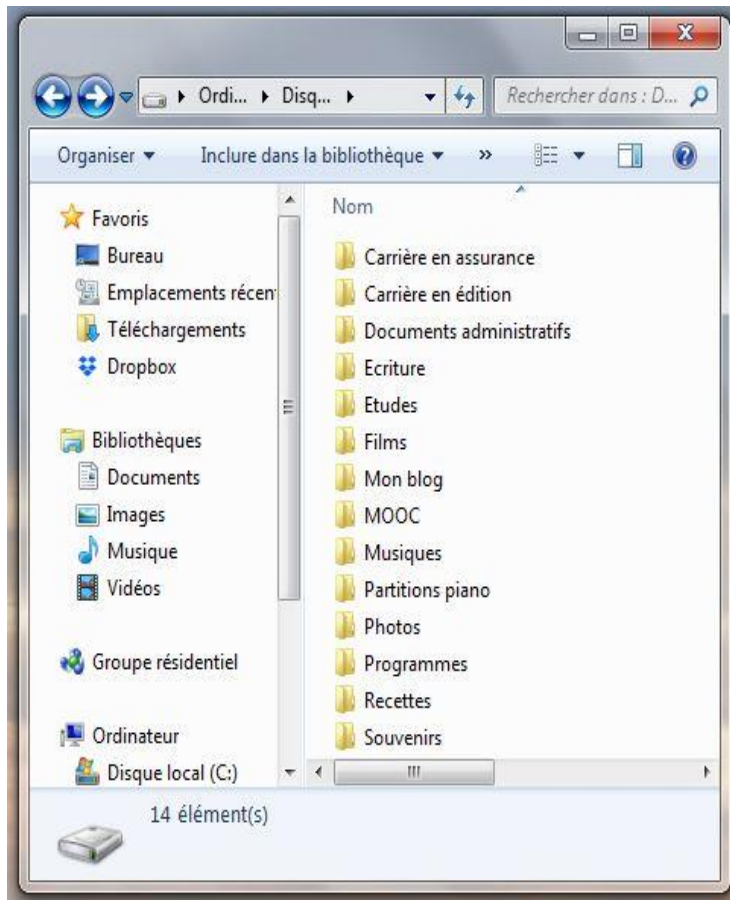 Ordi... Disq...
Rechercher dans : D...
Organiser Inclure dans la bibliothèque »
Favoris
Bureau
Emplacements récen
Téléchargements
Dropbox
Bibliothèques
Documents
Images
Musique
Vidéos
Groupe résidentiel
Ordinateur
Disque local (C:)
Nom
Carrière en assurance
Carrière en édition
Documents administratifs
Ecriture
Etudes
Films
Mon blog
MOOC
Musiques
Partitions piano
Photos
Programmes
Recettes
Souvenirs
14 élément(s)